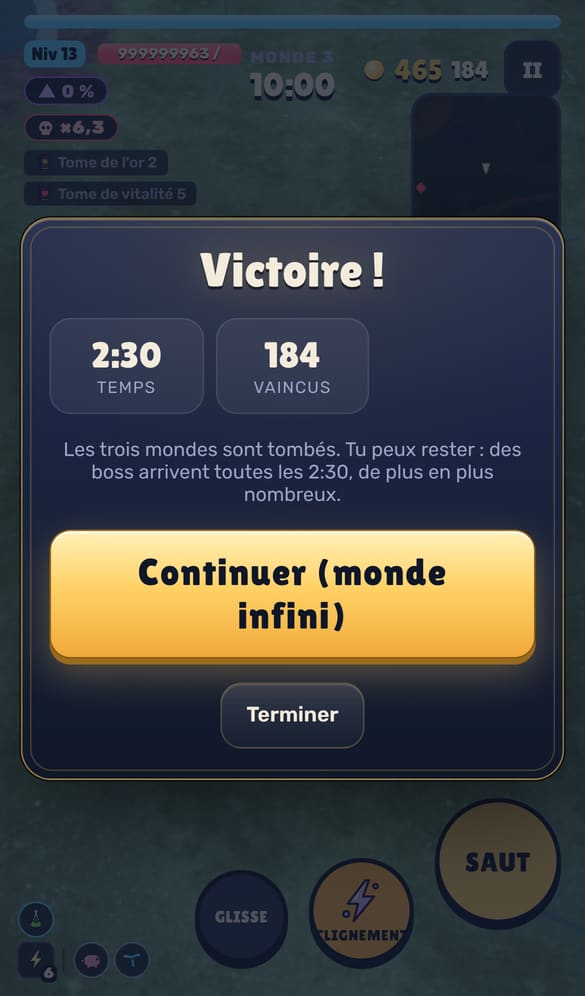 Niv 13
999999963 /
MONDE 3
10:00
465
184
II
0 %
×6,3
Tome de l'or 2
Tome de vitalité 5
Victoire !
2:30
TEMPS
184
VAINCUS
Les trois mondes sont tombés. Tu peux rester : des
boss arrivent toutes les 2:30, de plus en plus
nombreux.
Continuer (monde
infini)
Terminer
SAUT
GLISSE
CLIGNEMENT
6